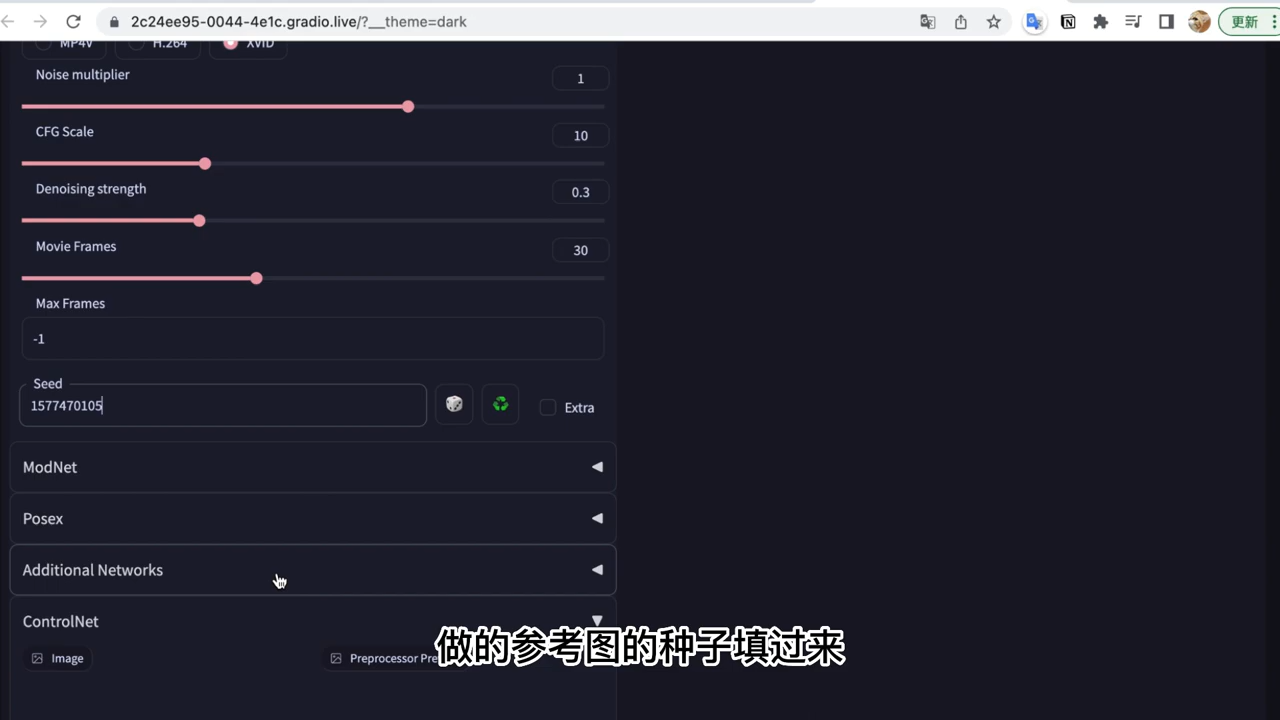 2c24ee95-0044-4e1c.gradio.live/?__theme=dark
更新
MP4V
H.264
XVID
Noise multiplier
1
CFG Scale
10
Denoising strength
0.3
Movie Frames
30
Max Frames
-1
Seed
1577470105
Extra
ModNet
Posex
Additional Networks
ControlNet
Image
Preprocessor Pre
做的参考图的种子填过来